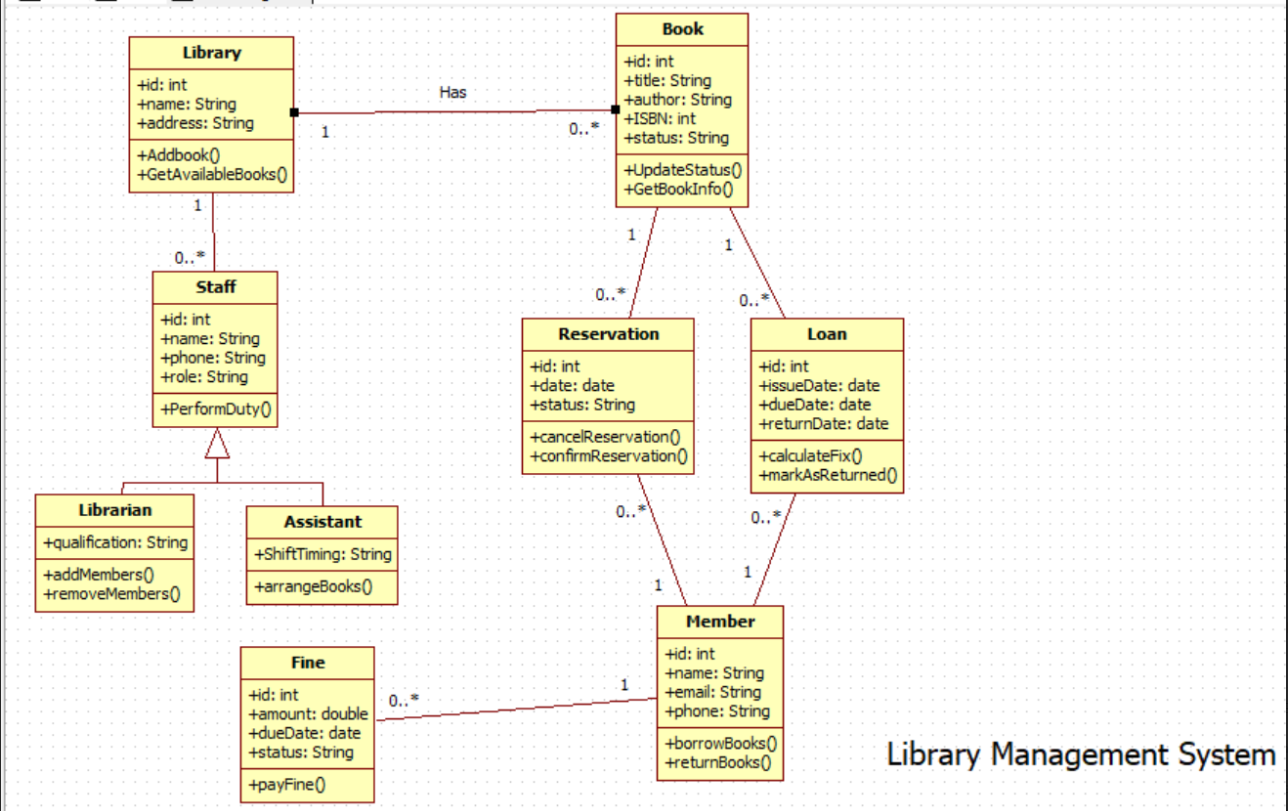 Library
+id: int
+name: String
+address: String
+Addbook()
+GetAvailableBooks()
Has
1
0..*
Book
+id: int
+title: String
+author: String
+ISBN: int
+status: String
+UpdateStatus()
+GetBookInfo()
1
0..*
Staff
+id: int
+name: String
+phone: String
+role: String
+PerformDuty()
1
0..*
1
0..*
Reservation
+id: int
+date: date
+status: String
+cancelReservation()
+confirmReservation()
Loan
+id: int
+issueDate: date
+dueDate: date
+returnDate: date
+calculateFix()
+markAsReturned()
Librarian
+qualification: String
+addMembers()
+removeMembers()
Assistant
+ShiftTiming: String
+arrangeBooks()
0..*
1
0..*
1
Member
+id: int
+name: String
+email: String
+phone: String
+borrowBooks()
+returnBooks()
Fine
+id: int
+amount: double
+dueDate: date
+status: String
+payFine()
0..*
1
Library Management System